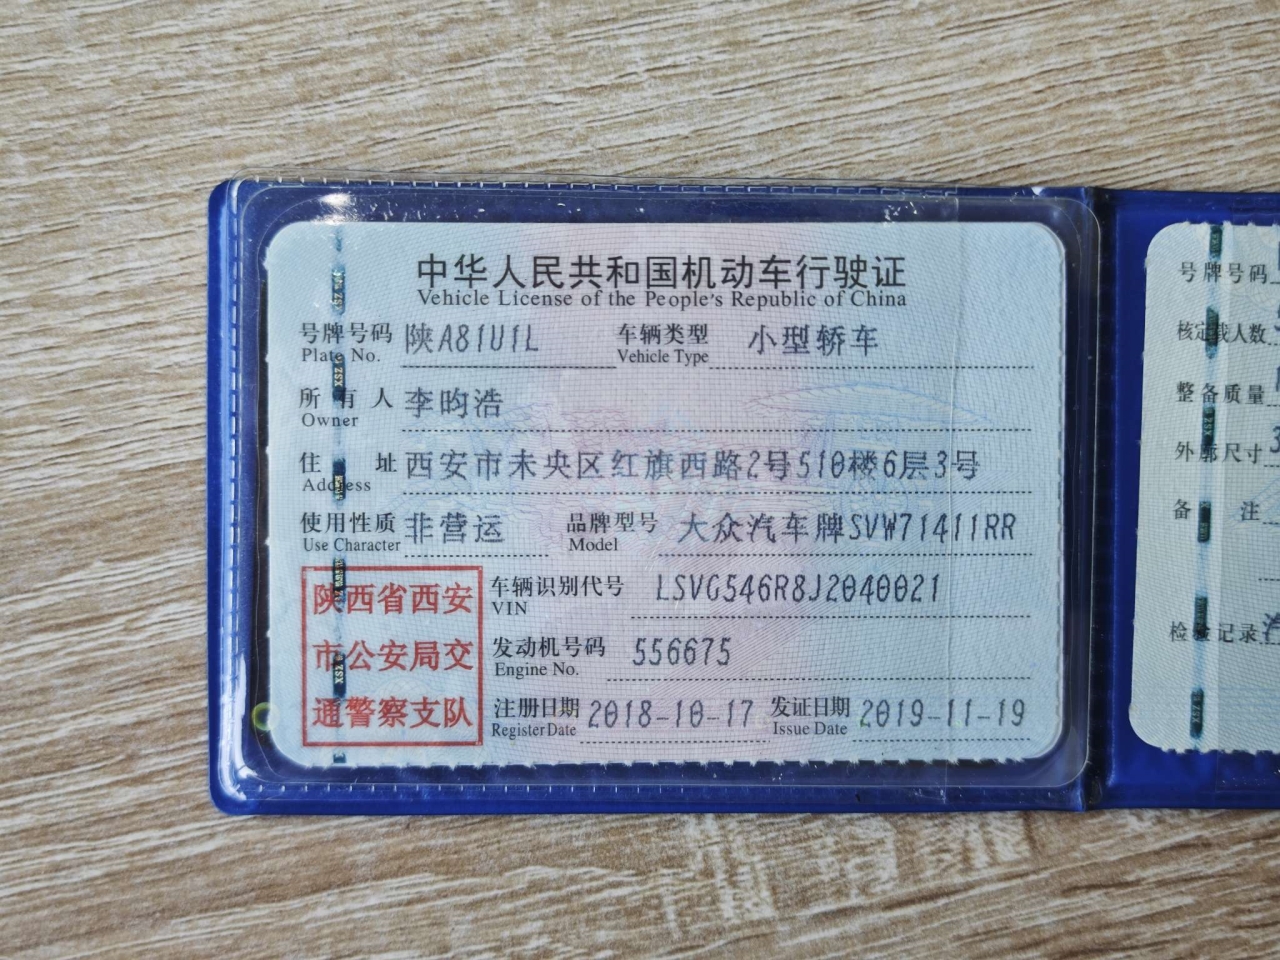 中华人民共和国机动车行驶证
Vehicle License of the People's Republic of China
号牌号码 陕A81U1L 车辆类型 小型轿车
Plate No. Vehicle Type
所有人 李昀浩
Owner
住址 西安市未央区红旗西路2号510楼6层3号
Address
使用性质 非营运 品牌型号 大众汽车牌SVW71411RR
Use Character Model
陕西省西安
市公安局交
通警察支队
车辆识别代号 LSVG546R8J2040021
VIN
发动机号码 556675
Engine No.
注册日期 2018-10-17 发证日期 2019-11-19
Register Date Issue Date
号牌号码
核定载人数
整备质量
外廓尺寸
备注
检验记录